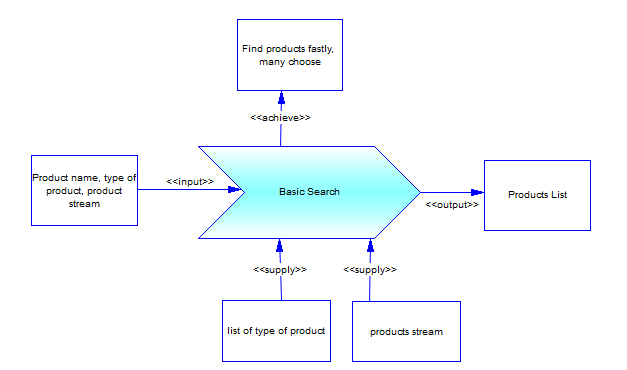 Find products fastly,
many choose
<<achieve>>
Product name, type of
product, product
stream
<<input>>
Basic Search
<<output>>
Products List
<<supply>>
<<supply>>
list of type of product
products stream